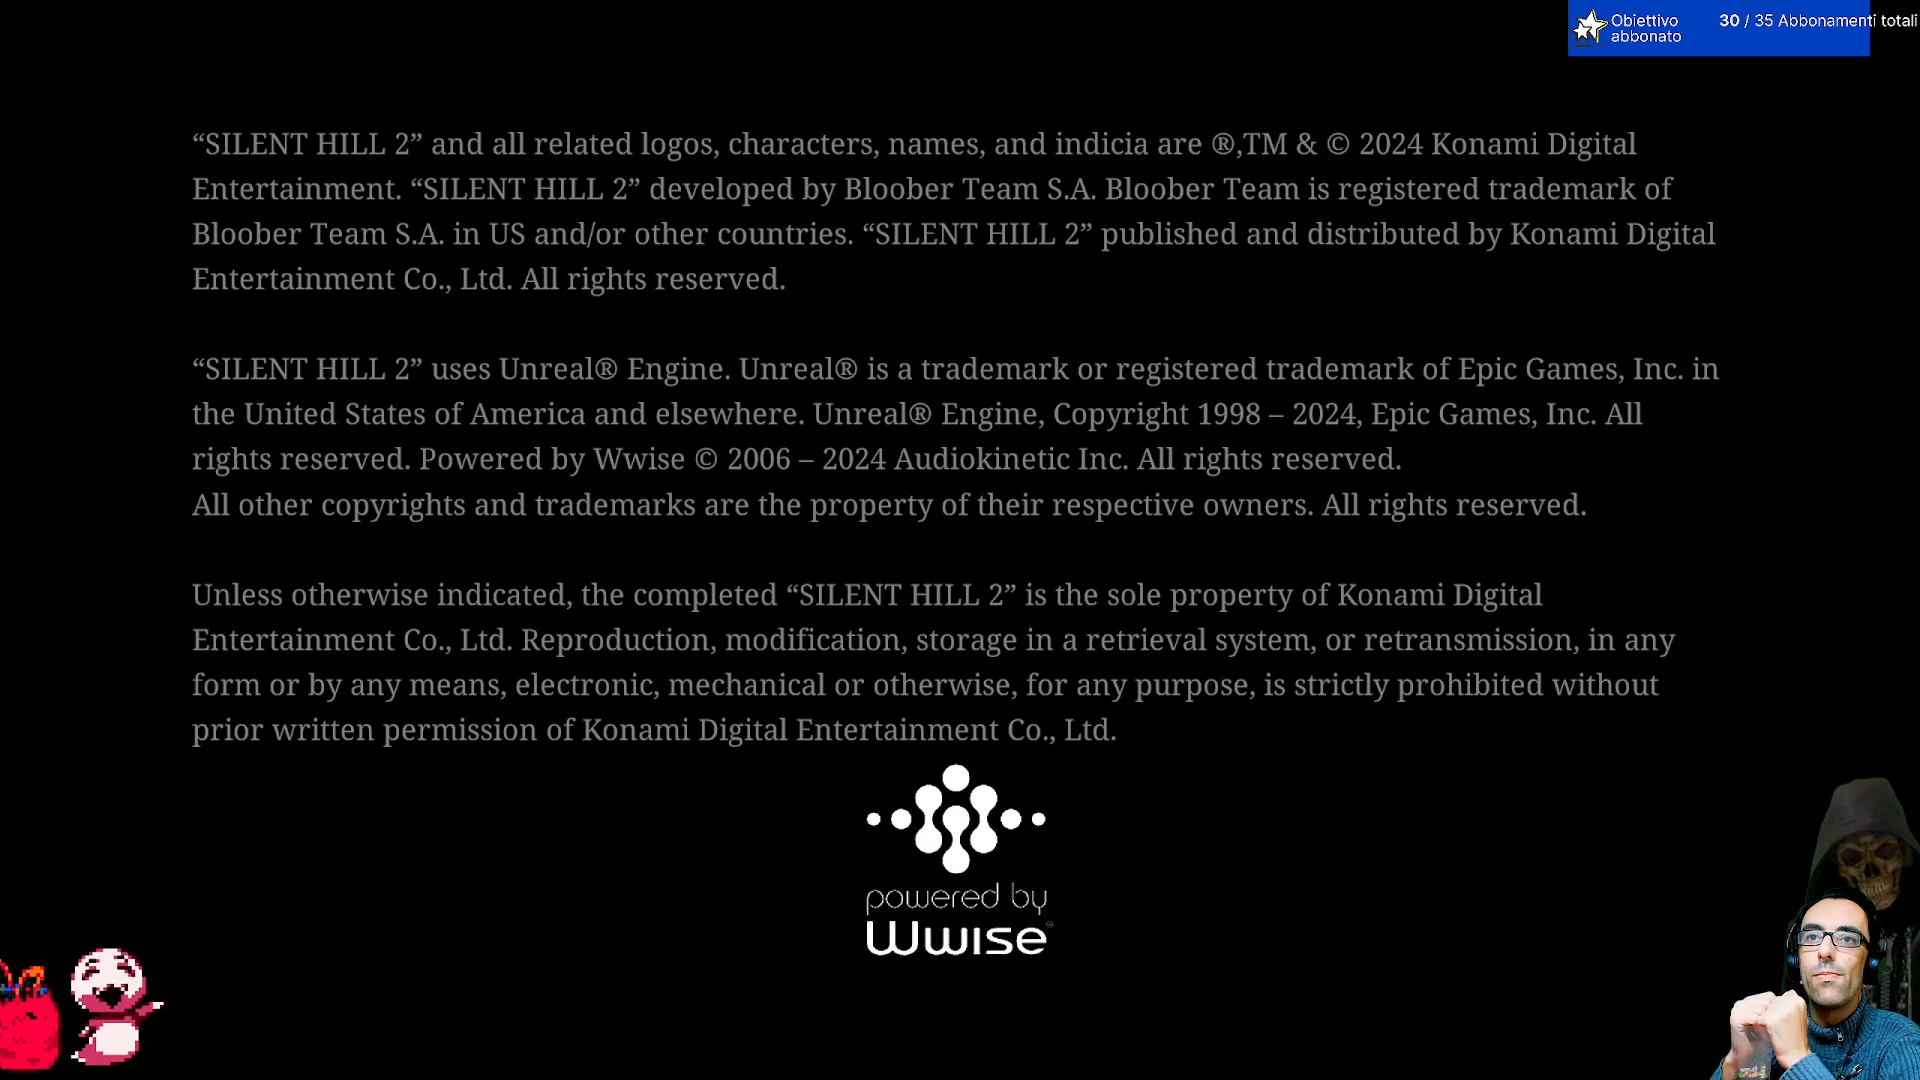 Obiettivo
abbonato
30 / 35 Abbonamenti totali
“SILENT HILL 2” and all related logos, characters, names, and indicia are ®,TM & © 2024 Konami Digital
Entertainment. “SILENT HILL 2” developed by Bloober Team S.A. Bloober Team is registered trademark of
Bloober Team S.A. in US and/or other countries. “SILENT HILL 2” published and distributed by Konami Digital
Entertainment Co., Ltd. All rights reserved.
“SILENT HILL 2” uses Unreal® Engine. Unreal® is a trademark or registered trademark of Epic Games, Inc. in
the United States of America and elsewhere. Unreal® Engine, Copyright 1998 – 2024, Epic Games, Inc. All
rights reserved. Powered by Wwise © 2006 – 2024 Audiokinetic Inc. All rights reserved.
All other copyrights and trademarks are the property of their respective owners. All rights reserved.
Unless otherwise indicated, the completed “SILENT HILL 2” is the sole property of Konami Digital
Entertainment Co., Ltd. Reproduction, modification, storage in a retrieval system, or retransmission, in any
form or by any means, electronic, mechanical or otherwise, for any purpose, is strictly prohibited without
prior written permission of Konami Digital Entertainment Co., Ltd.
powered by
Wwise®